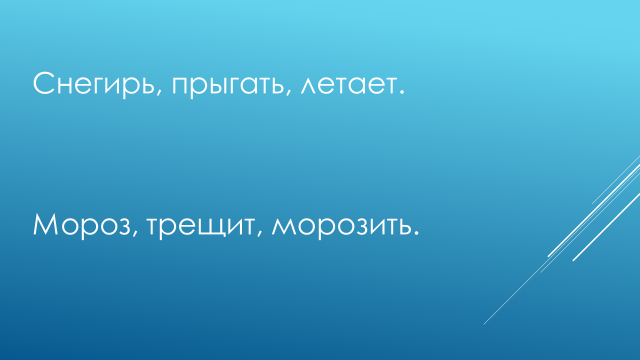 Снегирь, прыгать, летает.
Мороз, трещит, морозить.